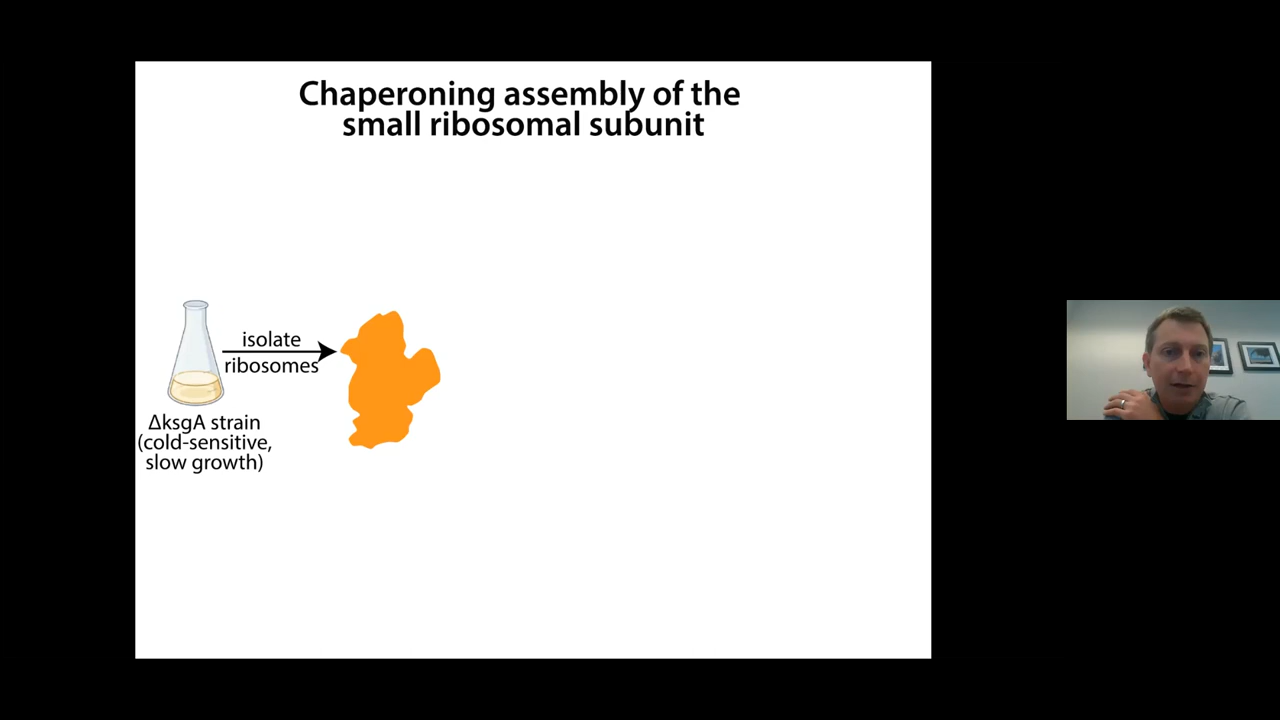 Chaperoning assembly of the
small ribosomal subunit
isolate
ribosomes
ΔksgA strain
(cold-sensitive,
slow growth)